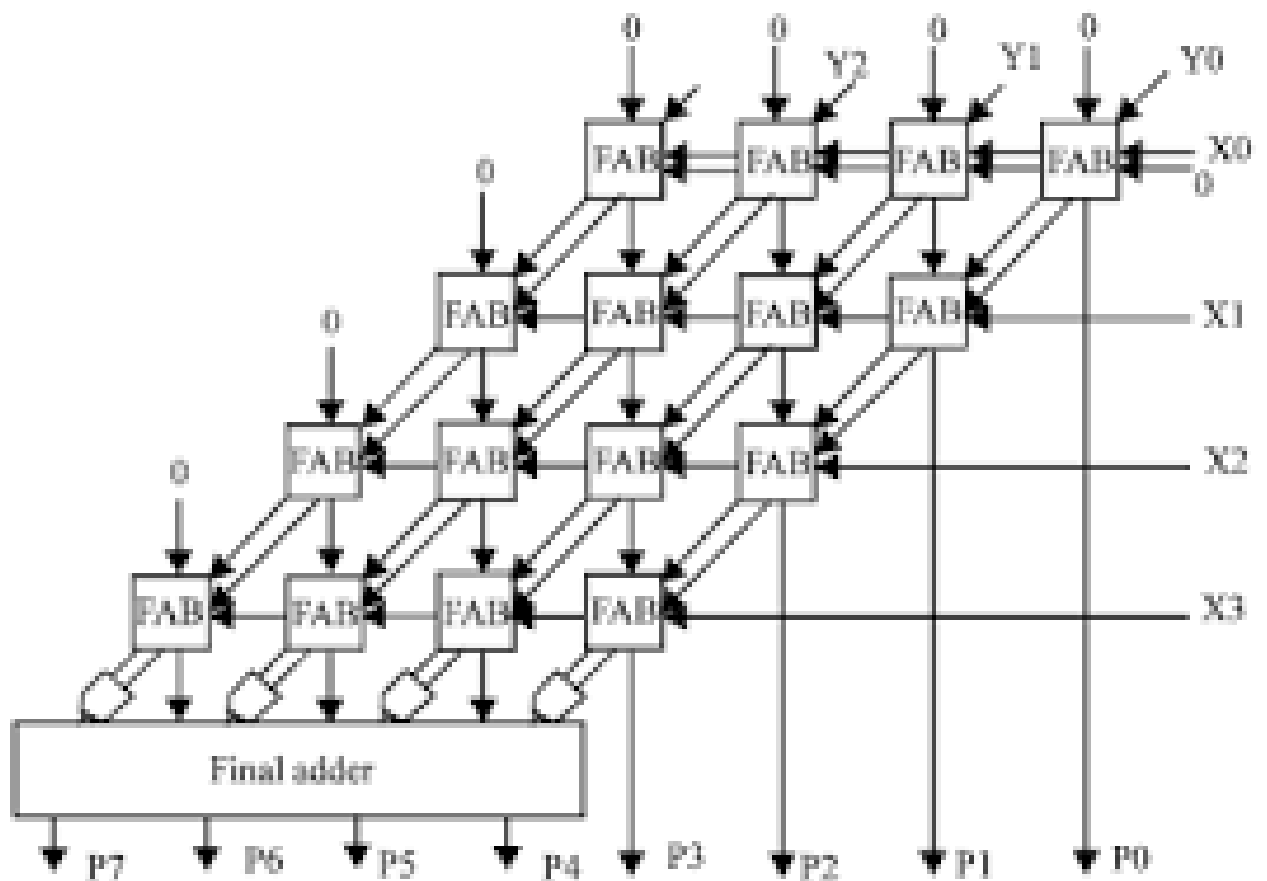 0 0 0 0
Y2 Y1 Y0
FAB FAB FAB FAB X0
0 0
FAB FAB FAB FAB X1
0
FAB FAB FAB FAB X2
0
FAB FAB FAB FAB X3
Final adder
P7 P6 P5 P4 P3 P2 P1 P0